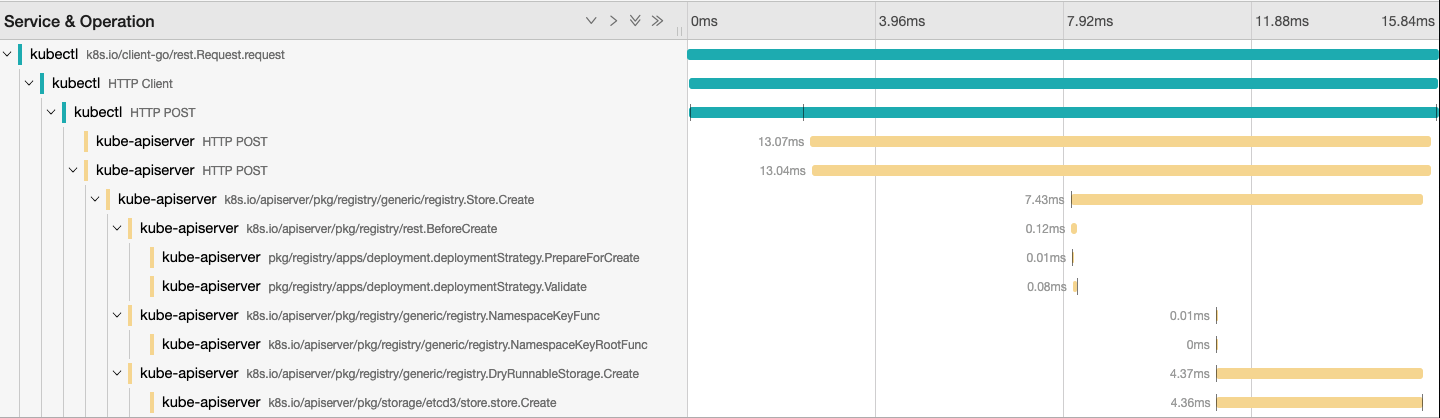 Service & Operation 0ms 3.96ms 7.92ms 11.88ms 15.84ms
kubectl k8s.io/client-go/rest.Request.request
kubectl HTTP Client
kubectl HTTP POST
kube-apiserver HTTP POST 13.07ms
kube-apiserver HTTP POST 13.04ms
kube-apiserver k8s.io/apiserver/pkg/registry/generic/registry.Store.Create 7.43ms
kube-apiserver k8s.io/apiserver/pkg/registry/rest.BeforeCreate 0.12ms
kube-apiserver pkg/registry/apps/deployment.deploymentStrategy.PrepareForCreate 0.01ms
kube-apiserver pkg/registry/apps/deployment.deploymentStrategy.Validate 0.08ms
kube-apiserver k8s.io/apiserver/pkg/registry/generic/registry.NamespaceKeyFunc 0.01ms
kube-apiserver k8s.io/apiserver/pkg/registry/generic/registry.NamespaceKeyRootFunc 0ms
kube-apiserver k8s.io/apiserver/pkg/registry/generic/registry.DryRunnableStorage.Create 4.37ms
kube-apiserver k8s.io/apiserver/pkg/storage/etcd3/store.store.Create 4.36ms